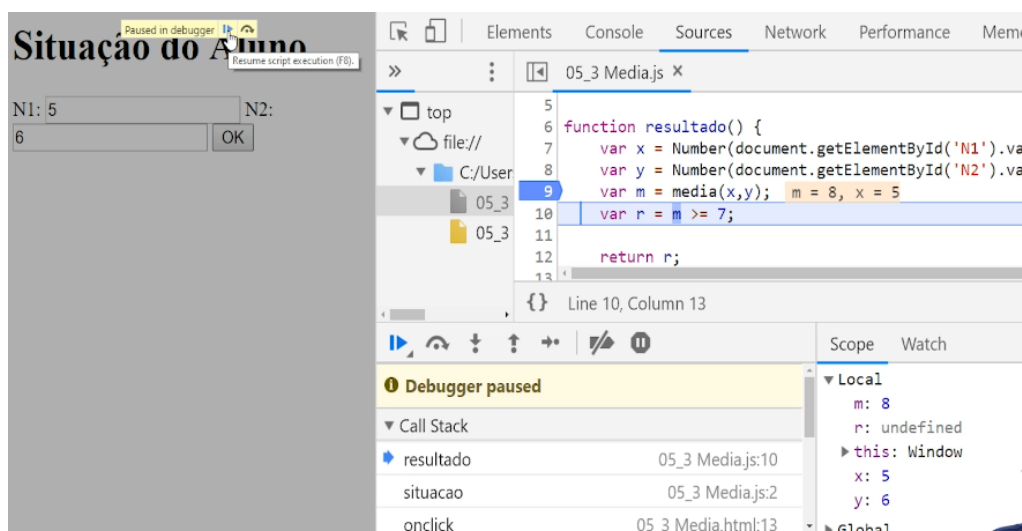 Paused in debugger
Situação do Aluno
Resume script execution (F8).
N1: 5 N2:
6 OK
Elements Console Sources Network Performance Mem
» 05_3 Media.js ×
top
file://
C:/User
05_3
05_3
5
6 function resultado() {
7 var x = Number(document.getElementById('N1').va
8 var y = Number(document.getElementById('N2').va
9 var m = media(x,y); m = 8, x = 5
10 var r = m >= 7;
11
12 return r;
13
{} Line 10, Column 13
Scope Watch
Debugger paused
Call Stack
resultado 05_3 Media.js:10
situacao 05_3 Media.js:2
onclick 05_3 Media.html:13
Local
m: 8
r: undefined
this: Window
x: 5
y: 6
Global